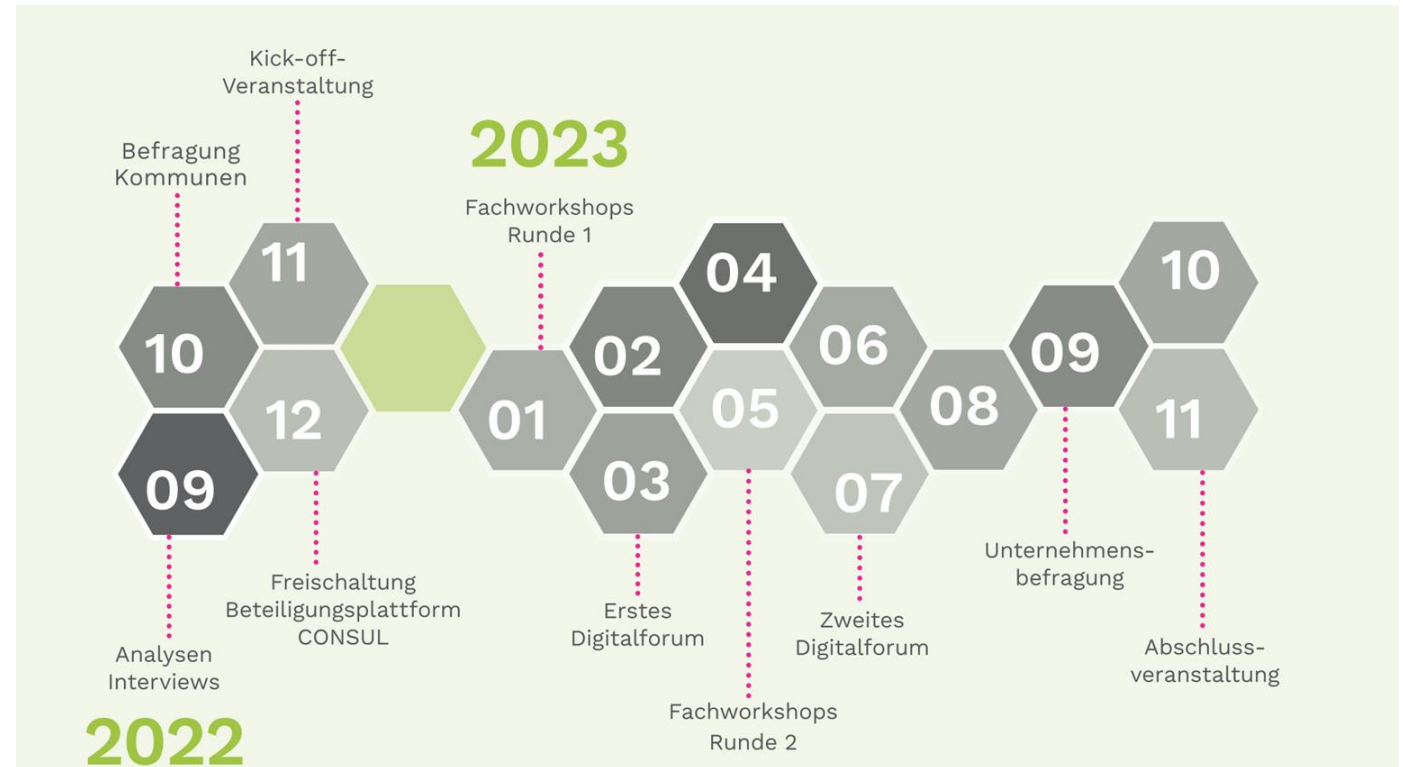 Kick-off-
Veranstaltung
2023
Befragung
Kommunen
Fachworkshops
Runde 1
11
04
10
10
02
06
09
12
01
05
08
11
09
03
07
Unternehmens-
befragung
Freischaltung
Beteiligungsplattform
CONSUL
Erstes
Digitalforum
Zweites
Digitalforum
Analysen
Interviews
Abschluss-
veranstaltung
Fachworkshops
Runde 2
2022